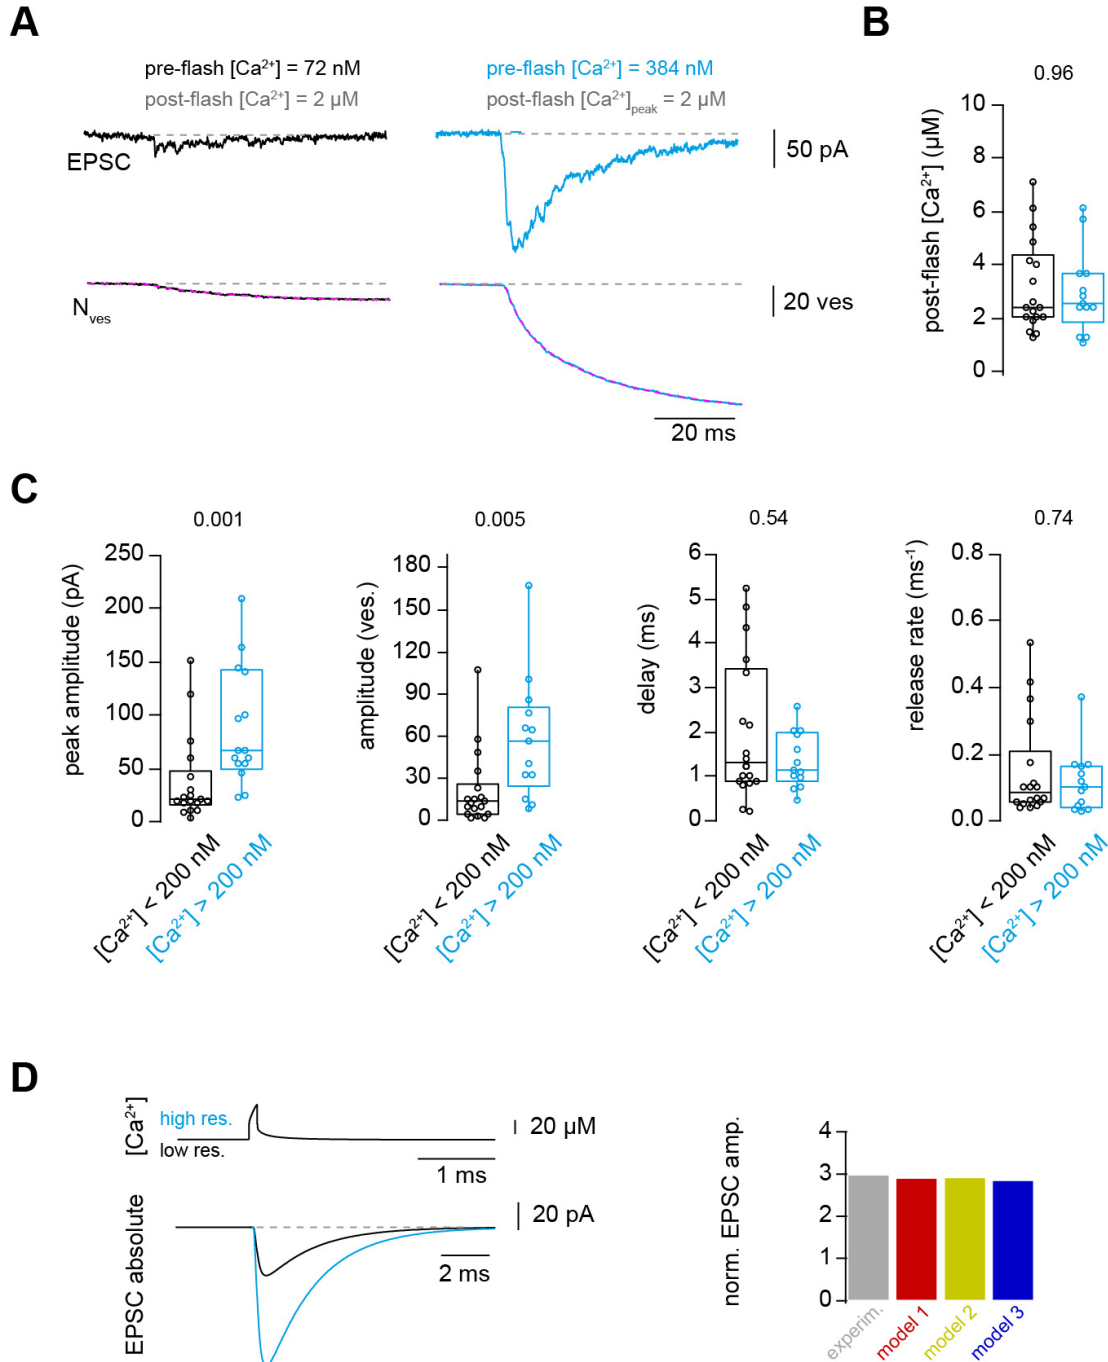 A
pre-flash [Ca²⁺] = 72 nM
post-flash [Ca²⁺] = 2 µM
pre-flash [Ca²⁺] = 384 nM
post-flash [Ca²⁺]peak = 2 µM
EPSC
50 pA
Nves
20 ves
20 ms
B
0.96
post-flash [Ca²⁺] (µM)
10
8
6
4
2
0
C
0.001
peak amplitude (pA)
250
200
150
100
50
0
[Ca²⁺] < 200 nM
[Ca²⁺] > 200 nM
0.005
amplitude (ves.)
180
150
120
90
60
30
0
[Ca²⁺] < 200 nM
[Ca²⁺] > 200 nM
0.54
delay (ms)
6
5
4
3
2
1
0
[Ca²⁺] < 200 nM
[Ca²⁺] > 200 nM
0.74
release rate (ms⁻¹)
0.8
0.6
0.4
0.2
0.0
[Ca²⁺] < 200 nM
[Ca²⁺] > 200 nM
D
[Ca²⁺]
high res.
low res.
20 µM
1 ms
EPSC absolute
20 pA
2 ms
norm. EPSC amp.
4
3
2
1
0
experim.
model 1
model 2
model 3